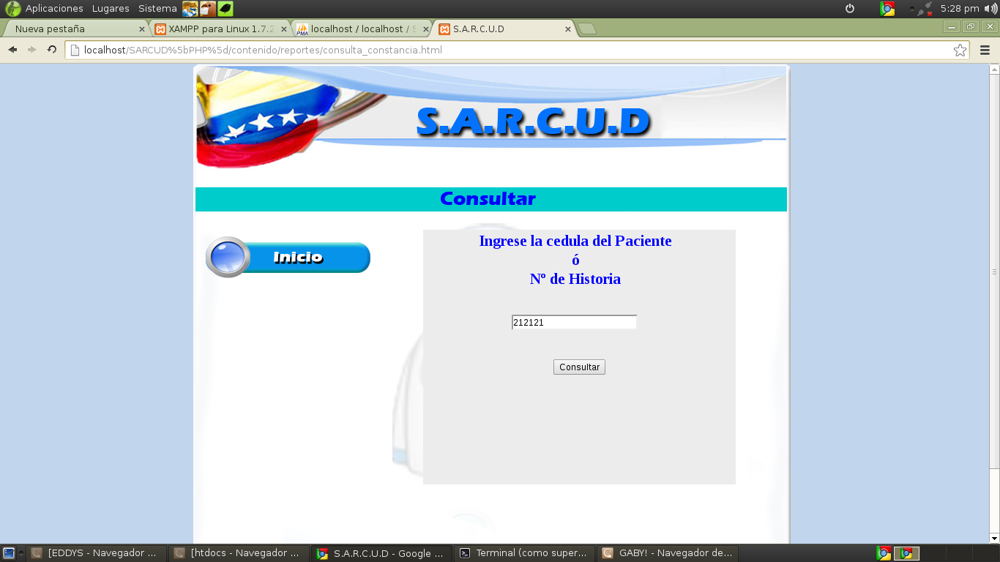 Aplicaciones Lugares Sistema 5:28 pm
Nueva pestaña XAMPP para Linux 1.7.2 localhost / localhost / S S.A.R.C.U.D
localhost/SARCUD%5bPHP%5d/contenido/reportes/consulta_constancia.html
S.A.R.C.U.D
Consultar
Inicio
Ingrese la cedula del Paciente
ó
Nº de Historia
212121
Consultar
[EDDYS - Navegador ... [htdocs - Navegador ... S.A.R.C.U.D - Google ... Terminal (como super... GABY! - Navegador de...